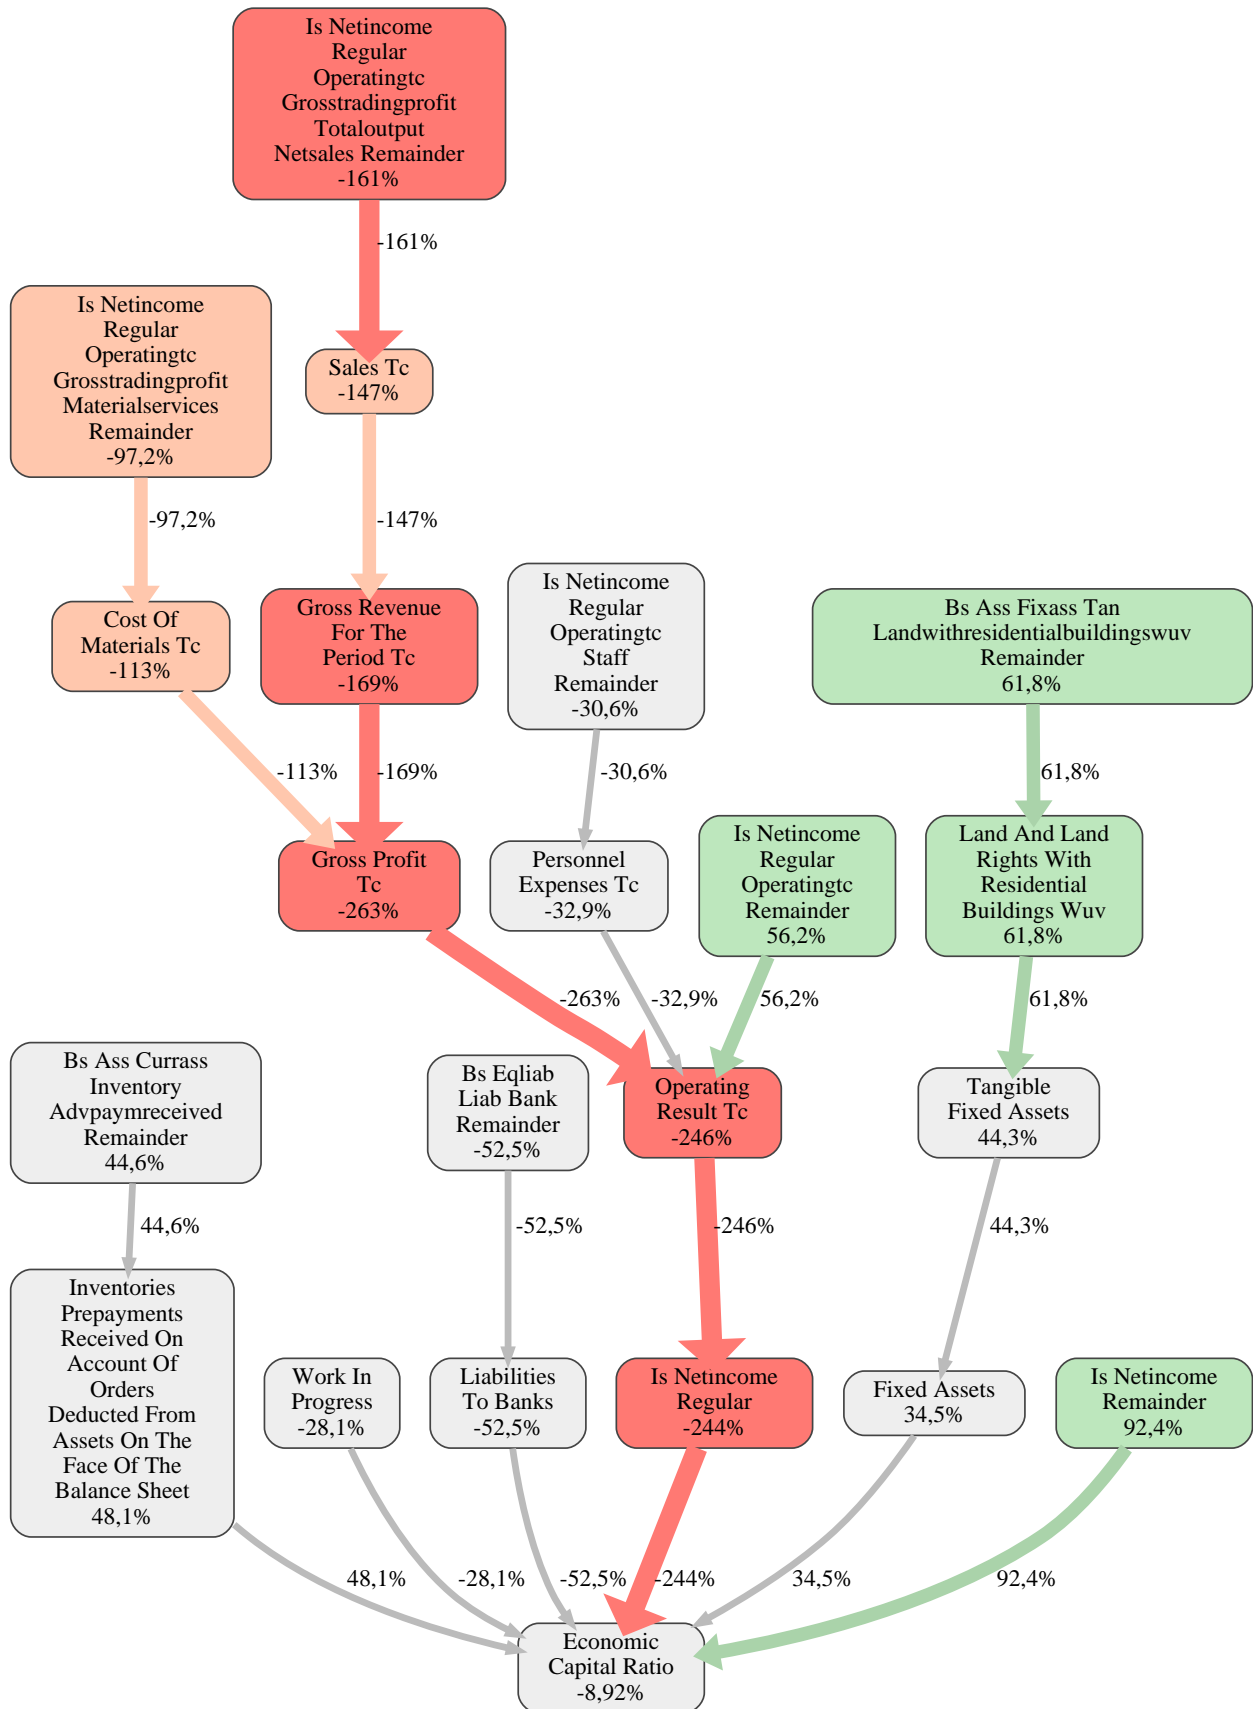 Is Netincome
Regular
Operatingtc
Grosstradingprofit
Totaloutput
Netsales Remainder
-161%
-161%
Is Netincome
Regular
Operatingtc
Grosstradingprofit
Materialservices
Remainder
-97,2%
Sales Tc
-147%
-97,2%
-147%
Cost Of
Materials Tc
-113%
Gross Revenue
For The
Period Tc
-169%
Is Netincome
Regular
Operatingtc
Staff
Remainder
-30,6%
Bs Ass Fixass Tan
Landwithresidentialbuildingswuv
Remainder
61,8%
-113%
-169%
-30,6%
61,8%
Gross Profit
Tc
-263%
Personnel
Expenses Tc
-32,9%
Is Netincome
Regular
Operatingtc
Remainder
56,2%
Land And Land
Rights With
Residential
Buildings Wuv
61,8%
-263%
-32,9%
56,2%
61,8%
Bs Ass Currass
Inventory
Advpaymreceived
Remainder
44,6%
Bs Eqliab
Liab Bank
Remainder
-52,5%
Operating
Result Tc
-246%
Tangible
Fixed Assets
44,3%
44,6%
-52,5%
-246%
44,3%
Inventories
Prepayments
Received On
Account Of
Orders
Deducted From
Assets On The
Face Of The
Balance Sheet
48,1%
Work In
Progress
-28,1%
Liabilities
To Banks
-52,5%
Is Netincome
Regular
-244%
Fixed Assets
34,5%
Is Netincome
Remainder
92,4%
48,1%
-28,1%
-52,5%
-244%
34,5%
92,4%
Economic
Capital Ratio
-8,92%